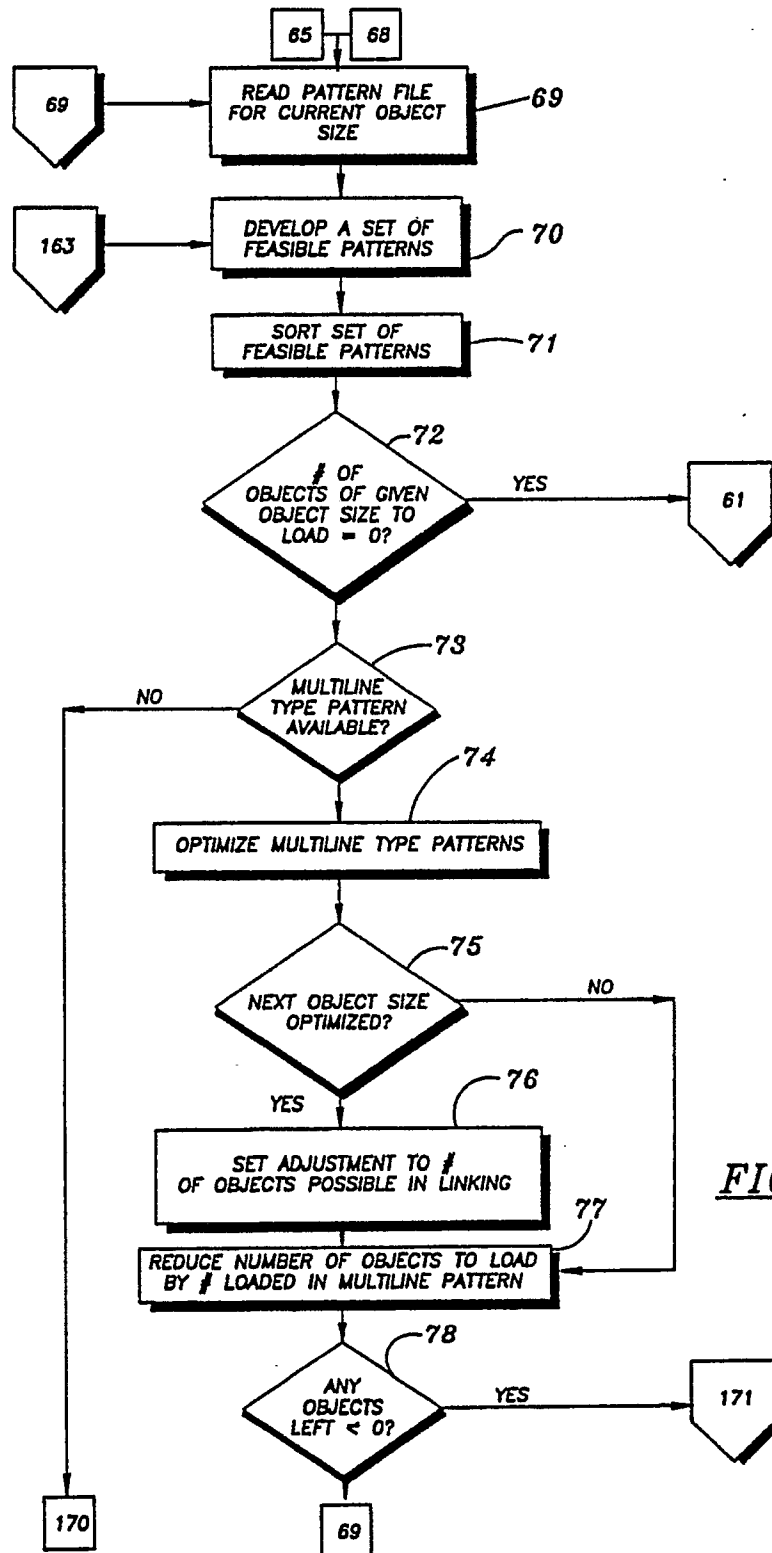 65
68
69
READ PATTERN FILE
FOR CURRENT OBJECT
SIZE
69
163
DEVELOP A SET OF
FEASIBLE PATTERNS
70
SORT SET OF
FEASIBLE PATTERNS
71
72
# OF
OBJECTS OF GIVEN
OBJECT SIZE TO
LOAD = 0?
YES
61
73
MULTILINE
TYPE PATTERN
AVAILABLE?
NO
74
OPTIMIZE MULTILINE TYPE PATTERNS
75
NEXT OBJECT SIZE
OPTIMIZED?
NO
YES
76
SET ADJUSTMENT TO #
OF OBJECTS POSSIBLE IN LINKING
FIG
77
REDUCE NUMBER OF OBJECTS TO LOAD
BY # LOADED IN MULTILINE PATTERN
78
ANY
OBJECTS
LEFT < 0?
YES
171
170
69